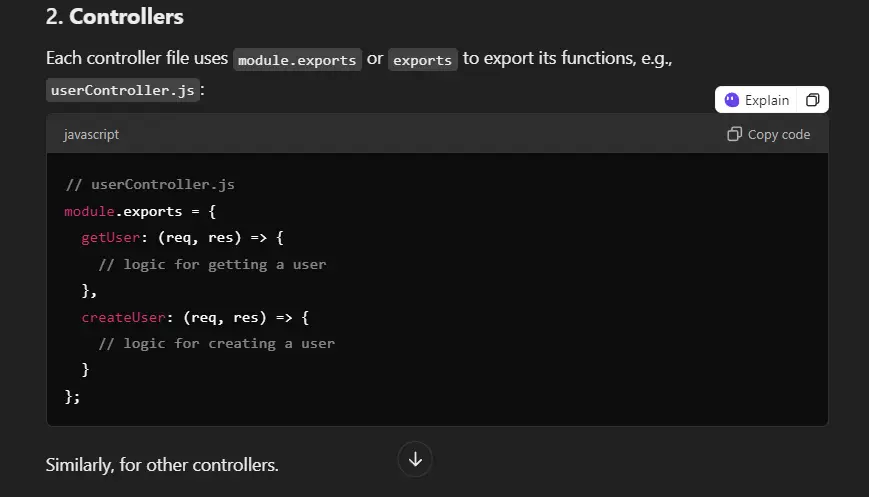 2. Controllers
Each controller file uses module.exports or exports to export its functions, e.g.,
userController.js:
Explain
javascript
Copy code
// userController.js
module.exports = {
  getUser: (req, res) => {
    // logic for getting a user
  },
  createUser: (req, res) => {
    // logic for creating a user
  }
};
Similarly, for other controllers.